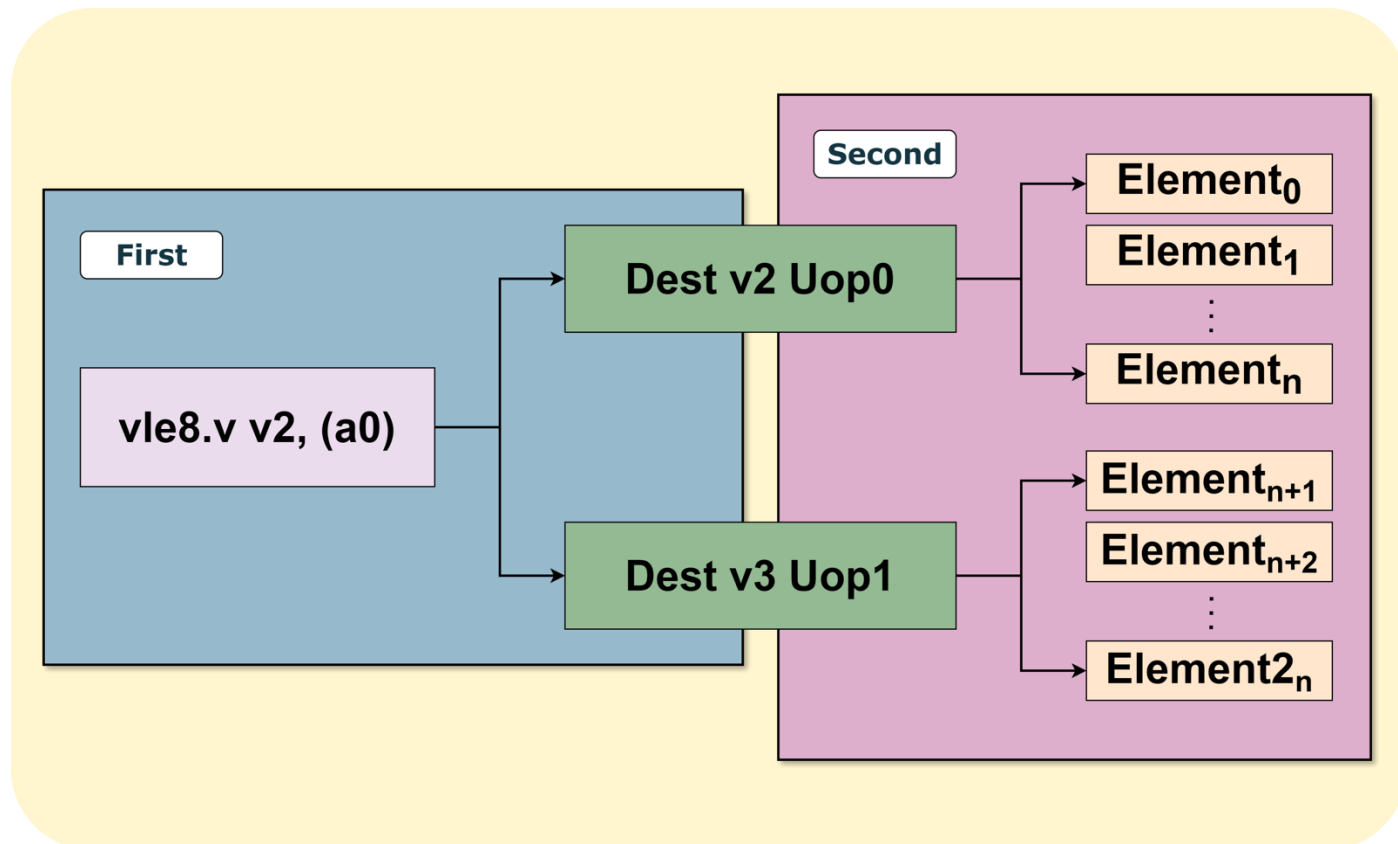 First
vle8.v v2, (a0)
Dest v2 Uop0
Dest v3 Uop1
Second
Element₀
Element₁
⋮
Elementₙ
Elementₙ₊₁
Elementₙ₊₂
⋮
Element2ₙ